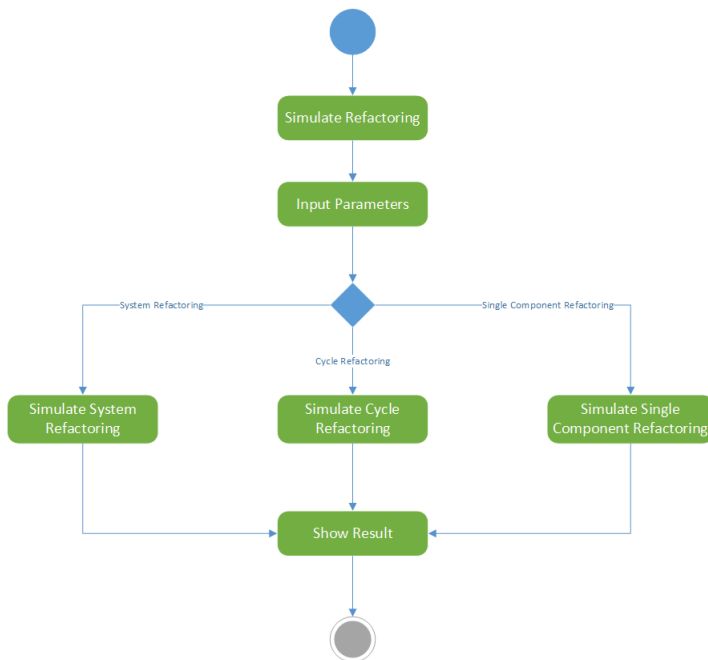 Simulate Refactoring
Input Parameters
System Refactoring
Single Component Refactoring
Cycle Refactoring
Simulate System
Refactoring
Simulate Cycle
Refactoring
Simulate Single
Component Refactoring
Show Result